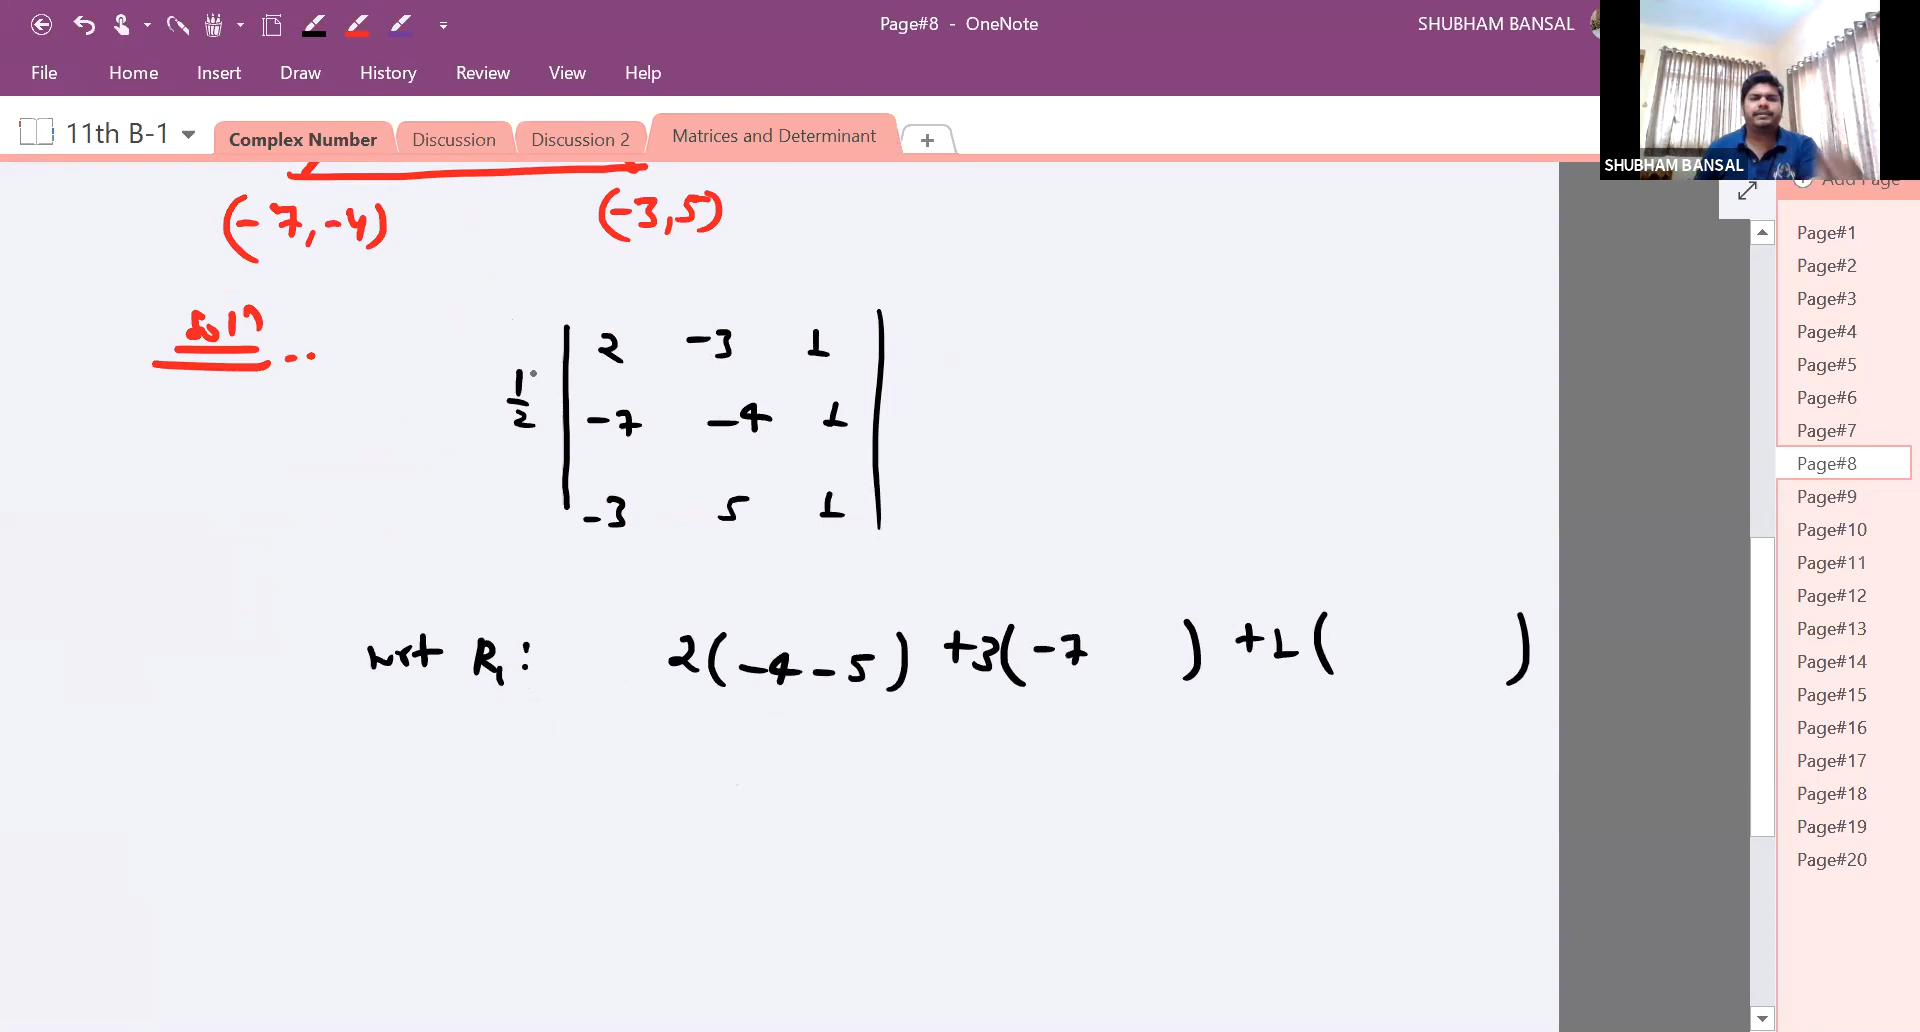 Page#8 - OneNote
SHUBHAM BANSAL
File Home Insert Draw History Review View Help
SHUBHAM BANSAL
11th B-1
Complex Number Discussion Discussion 2 Matrices and Determinant +
Add Page
(-7, -4) (-3, 5)
Sol?
1/2 | 2 -3 1 |
-7 -4 1
-3 5 1
wrt R1: 2(-4-5) +3(-7 ) +1( )
Page#1
Page#2
Page#3
Page#4
Page#5
Page#6
Page#7
Page#8
Page#9
Page#10
Page#11
Page#12
Page#13
Page#14
Page#15
Page#16
Page#17
Page#18
Page#19
Page#20